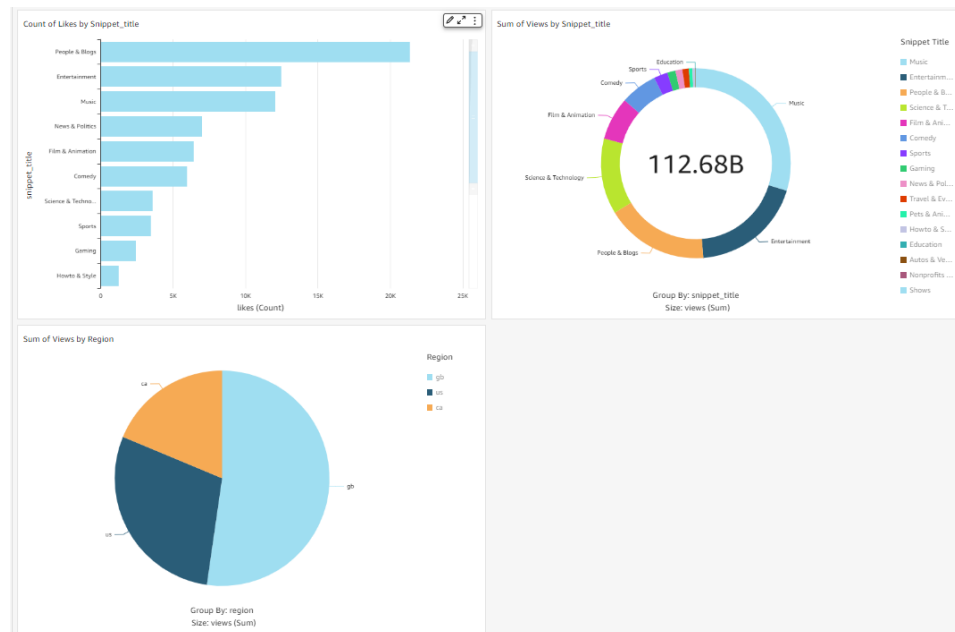 Count of Likes by Snippet_title
snippet_title
People & Blogs
Entertainment
Music
News & Politics
Film & Animation
Comedy
Science & Techno...
Sports
Gaming
Howto & Style
0 5K 10K 15K 20K 25K
likes (Count)
Sum of Views by Snippet_title
Education
Sports
Comedy
Music
Film & Animation
112.68B
Science & Technology
Entertainment
People & Blogs
Group By: snippet_title
Size: views (Sum)
Snippet Title
Music
Entertainm...
People & B...
Science & T...
Film & Ani...
Comedy
Sports
Gaming
News & Pol...
Travel & Ev...
Pets & Ani...
Howto & S...
Education
Autos & Ve...
Nonprofits ...
Shows
Sum of Views by Region
ca
gb
us
Group By: region
Size: views (Sum)
Region
gb
us
ca